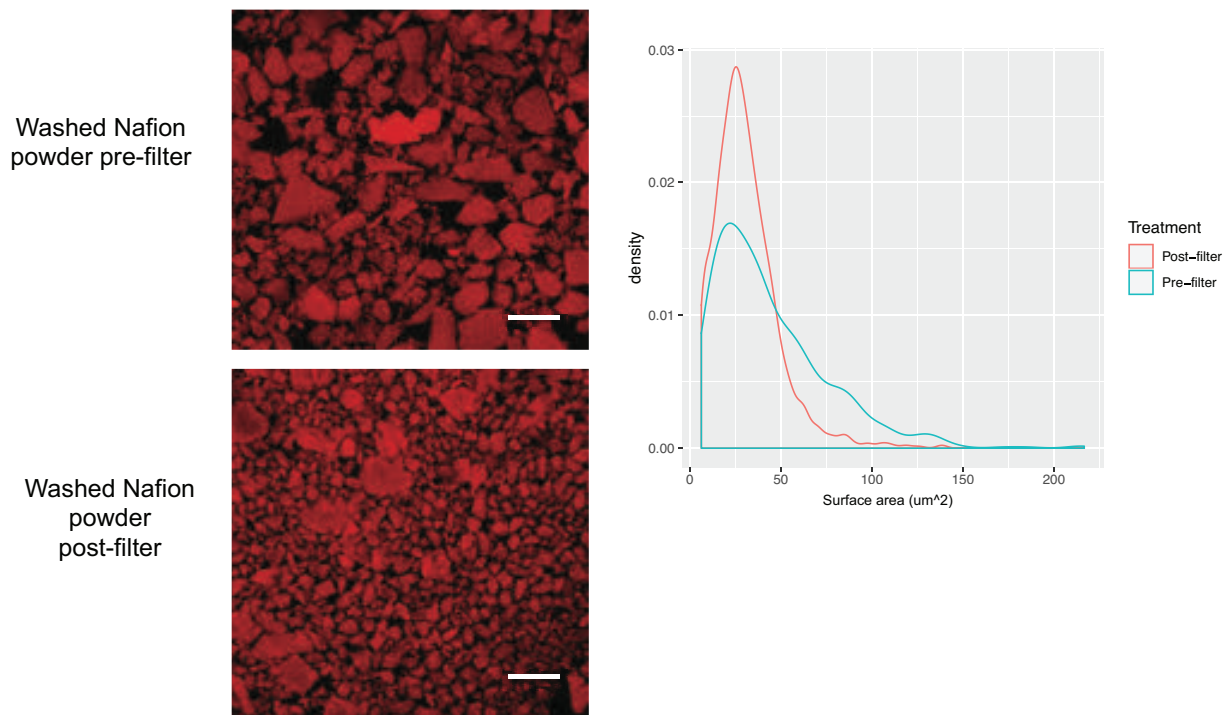 Washed Nafion
powder pre-filter
Washed Nafion
powder
post-filter
0.03
0.02
0.01
0.00
density
0
50
100
150
200
Surface area (um^2)
Treatment
Post−filter
Pre−filter